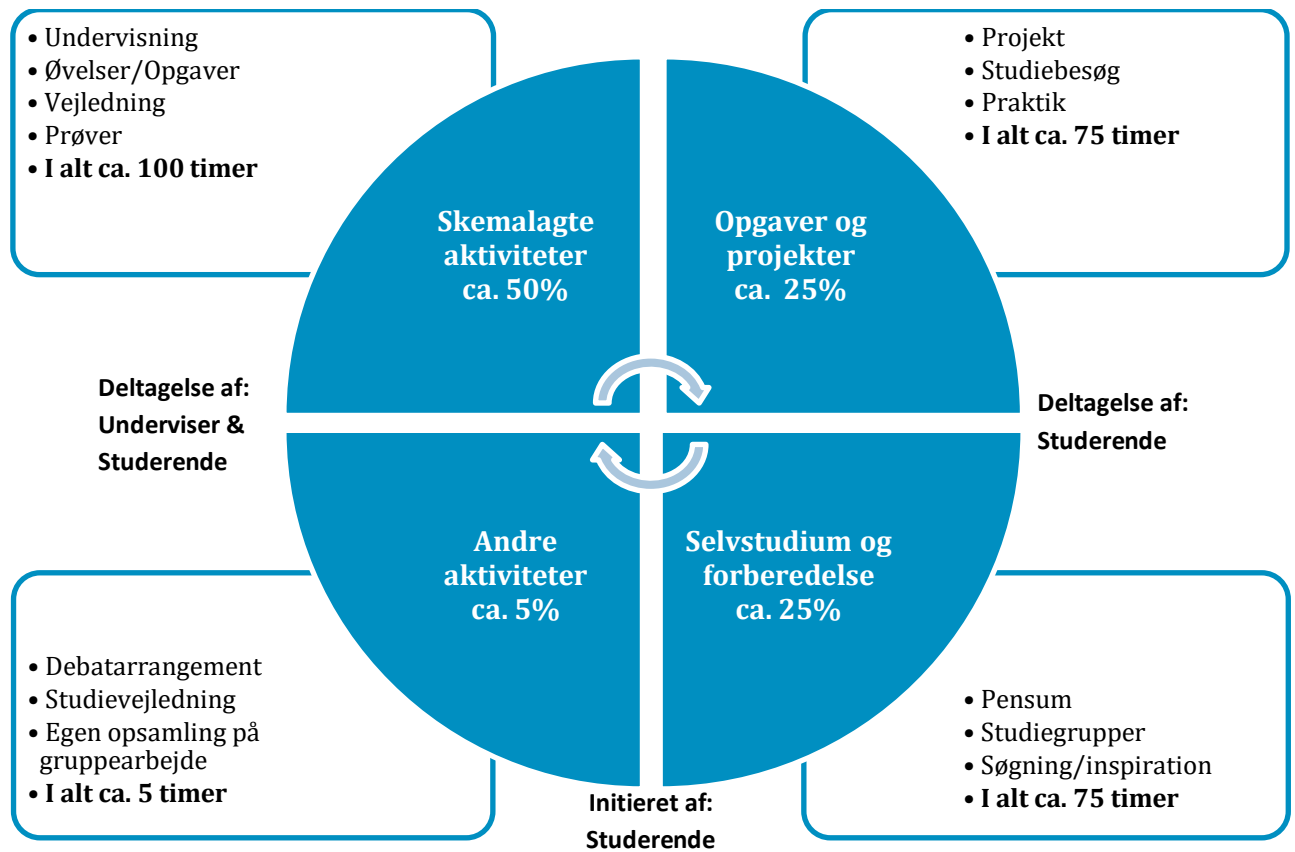 • Undervisning
• Øvelser/Opgaver
• Vejledning
• Prøver
• I alt ca. 100 timer
• Projekt
• Studiebesøg
• Praktik
• I alt ca. 75 timer
Skemalagte
aktiviteter
ca. 50%
Opgaver og
projekter
ca. 25%
Deltagelse af:
Underviser &
Studerende
Deltagelse af:
Studerende
Andre
aktiviteter
ca. 5%
Selvstudium og
forberedelse
ca. 25%
• Debatarrangement
• Studievejledning
• Egen opsamling på
gruppearbejde
• I alt ca. 5 timer
• Pensum
• Studiegrupper
• Søgning/inspiration
• I alt ca. 75 timer
Initieret af:
Studerende